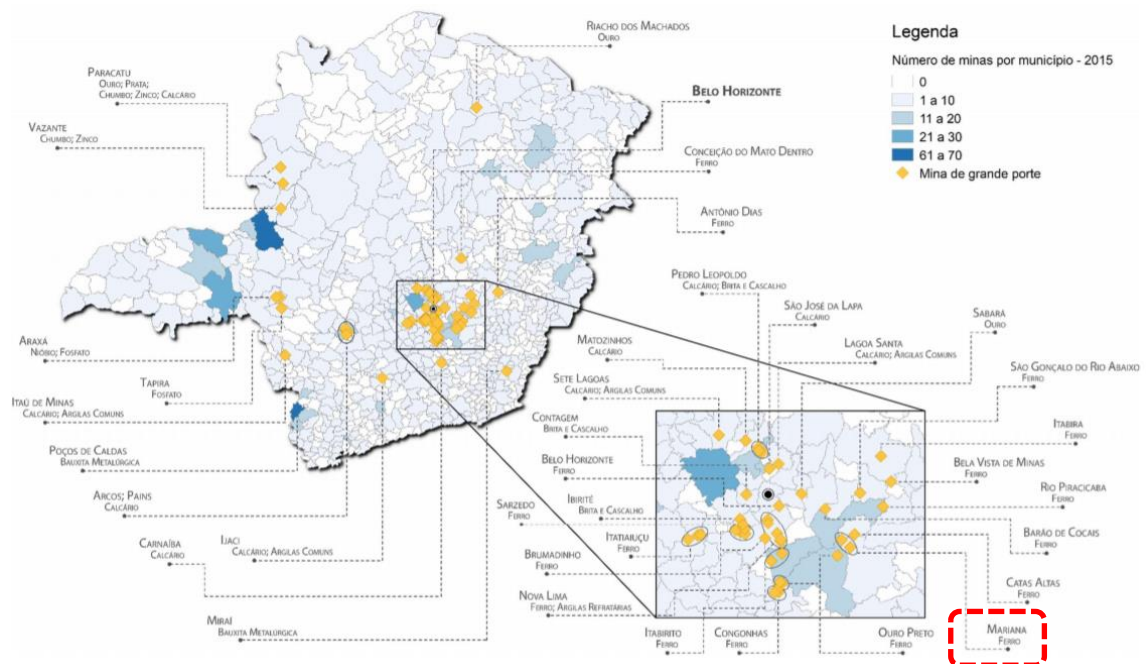 RIACHO DOS MACHADOS
OURO
PARACATU
OURO; PRATA;
CHUMBO; ZINCO; CALCÁRIO
VAZANTE
CHUMBO; ZINCO
BELO HORIZONTE
CONCEIÇÃO DO MATO DENTRO
FERRO
ANTÔNIO DIAS
FERRO
Legenda
Número de minas por município - 2015
0
1 a 10
11 a 20
21 a 30
61 a 70
Mina de grande porte
PEDRO LEOPOLDO
CALCÁRIO; BRITA E CASCALHO
SÃO JOSÉ DA LAPA
CALCÁRIO
SABARÁ
OURO
MATOZINHOS
CALCÁRIO
LAGOA SANTA
CALCÁRIO; ARGILAS COMUNS
SETE LAGOAS
CALCÁRIO; ARGILAS COMUNS
SÃO GONÇALO DO RIO ABAIXO
FERRO
CONTAGEM
BRITA E CASCALHO
ITABIRA
FERRO
BELO HORIZONTE
FERRO
BELA VISTA DE MINAS
FERRO
IBIRITÉ
BRITA E CASCALHO
RIO PIRACICABA
FERRO
SARZEDO
FERRO
ITATIAIUÇU
FERRO
BARÃO DE COCAIS
FERRO
BRUMADINHO
FERRO
CATAS ALTAS
FERRO
NOVA LIMA
FERRO; ARGILAS REFRATÁRIAS
ITABIRITO
FERRO
CONGONHAS
FERRO
OURO PRETO
FERRO
MARIANA
FERRO
ARAXÁ
NIÓBIO; FOSFATO
TAPIRA
FOSFATO
ITAÚ DE MINAS
CALCÁRIO; ARGILAS COMUNS
POÇOS DE CALDAS
BAUXITA METALÚRGICA
ARCOS; PAINS
CALCÁRIO
CARNAÍBA
CALCÁRIO
IJACI
CALCÁRIO; ARGILAS COMUNS
MIRAÍ
BAUXITA METALÚRGICA